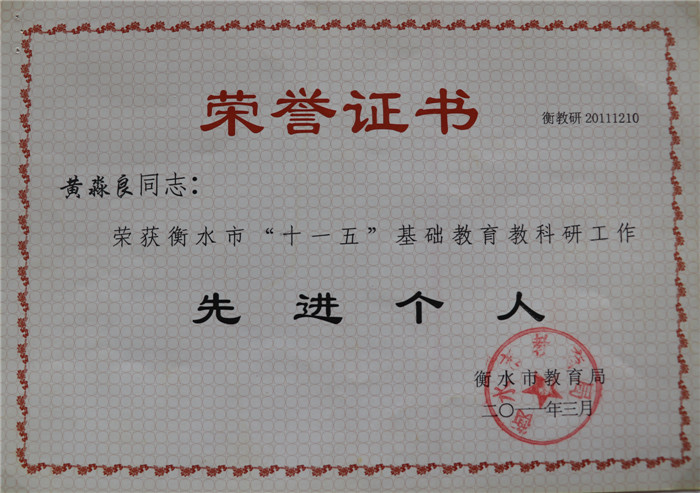 荣誉证书
衡教研 20111210
黄淼良同志：
荣获衡水市“十一五”基础教育教科研工作
先进个人
衡水市教育局
二〇一一年三月